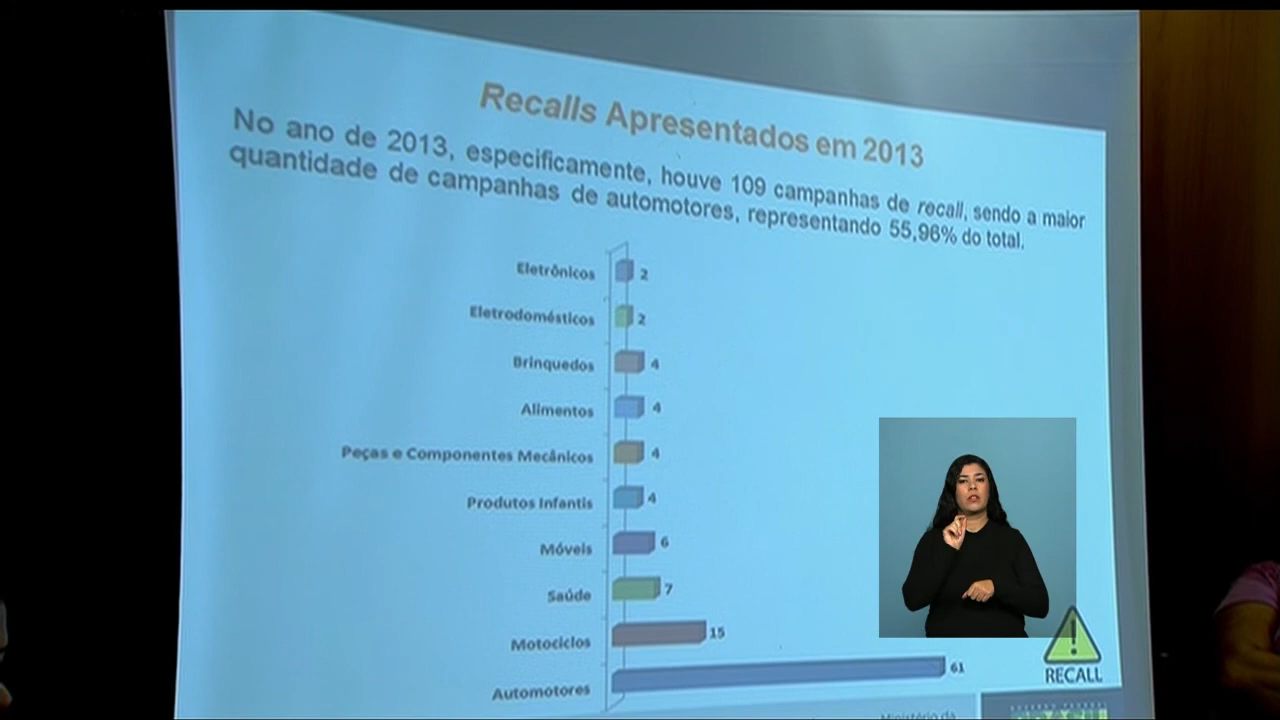 Recalls Apresentados em 2013
No ano de 2013, especificamente, houve 109 campanhas de recall, sendo a maior
quantidade de campanhas de automotores, representando 55,96% do total.
Eletrônicos 2
Eletrodomésticos 2
Brinquedos 4
Alimentos 4
Peças e Componentes Mecânicos 4
Produtos Infantis 4
Móveis 6
Saúde 7
Motociclos 15
Automotores 61
RECALL
Ministério da